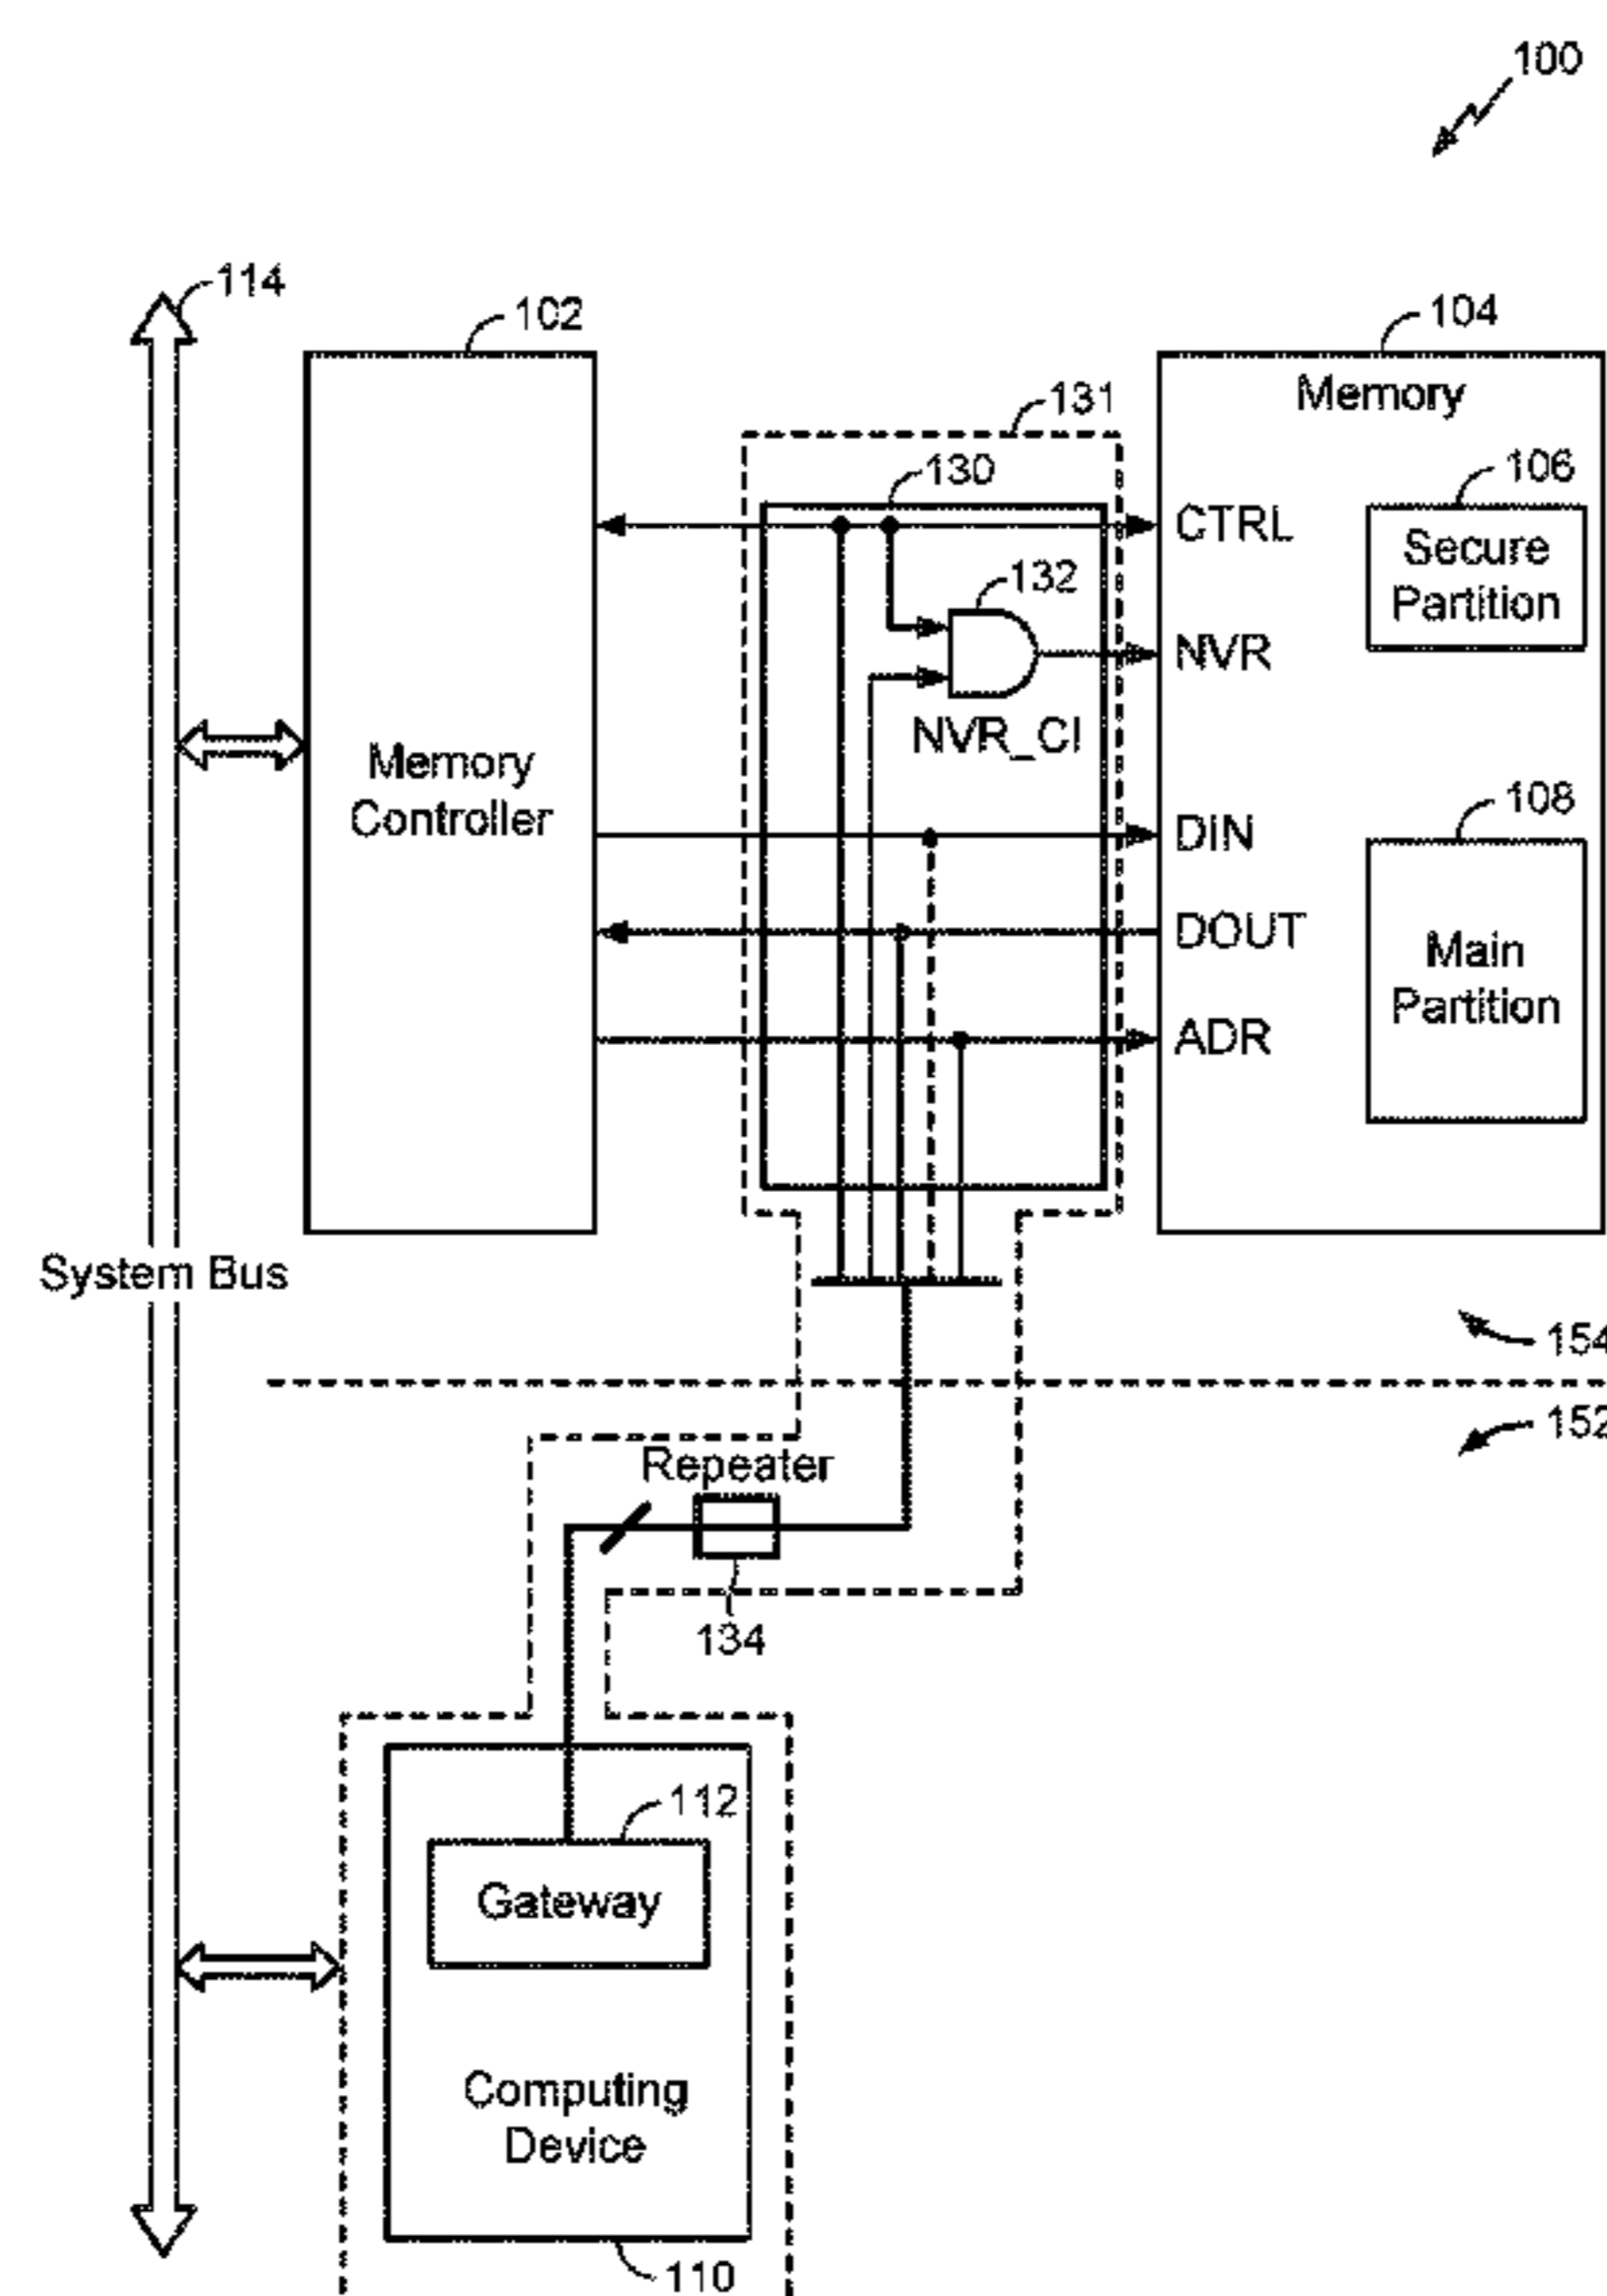 100
114
102
104
Memory
131
130
106
CTRL
Secure
Partition
132
NVR
NVR_CI
Memory
Controller
108
DIN
DOUT
Main
Partition
ADR
System Bus
154
152
Repeater
134
112
Gateway
Computing
Device
110